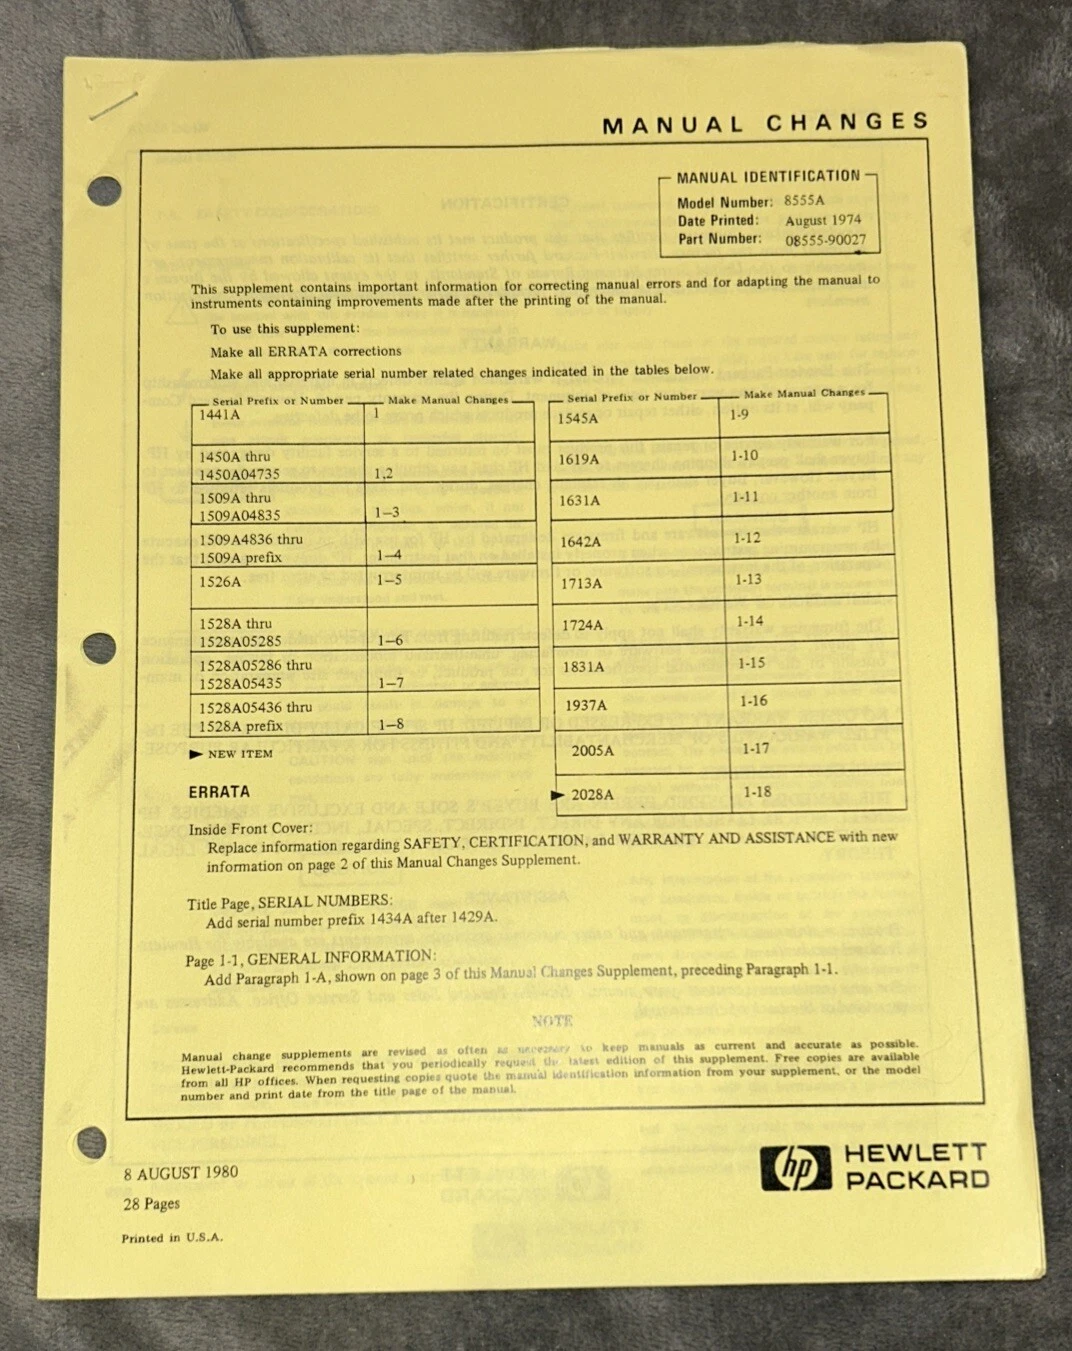 MANUAL CHANGES
MANUAL IDENTIFICATION
Model Number: 8555A
Date Printed: August 1974
Part Number: 08555-90027
This supplement contains important information for correcting manual errors and for adapting the manual to
instruments containing improvements made after the printing of the manual.
To use this supplement:
Make all ERRATA corrections
Make all appropriate serial number related changes indicated in the tables below.
Serial Prefix or Number Make Manual Changes
1441A 1
1450A thru
1450A04735 1,2
1509A thru
1509A04835 1-3
1509A4836 thru
1509A prefix 1-4
1526A 1-5
1528A thru
1528A05285 1-6
1528A05286 thru
1528A05435 1-7
1528A05436 thru
1528A prefix 1-8
► NEW ITEM
Serial Prefix or Number Make Manual Changes
1545A 1-9
1619A 1-10
1631A 1-11
1642A 1-12
1713A 1-13
1724A 1-14
1831A 1-15
1937A 1-16
2005A 1-17
► 2028A 1-18
ERRATA
Inside Front Cover:
Replace information regarding SAFETY, CERTIFICATION, and WARRANTY AND ASSISTANCE with new
information on page 2 of this Manual Changes Supplement.
Title Page, SERIAL NUMBERS:
Add serial number prefix 1434A after 1429A.
Page 1-1, GENERAL INFORMATION:
Add Paragraph 1-A, shown on page 3 of this Manual Changes Supplement, preceding Paragraph 1-1.
NOTE
Manual change supplements are revised as often as necessary to keep manuals as current and accurate as possible.
Hewlett-Packard recommends that you periodically request the latest edition of this supplement. Free copies are available
from all HP offices. When requesting copies quote the manual identification information from your supplement, or the model
number and print date from the title page of the manual.
8 AUGUST 1980
28 Pages
Printed in U.S.A.
hp HEWLETT
PACKARD